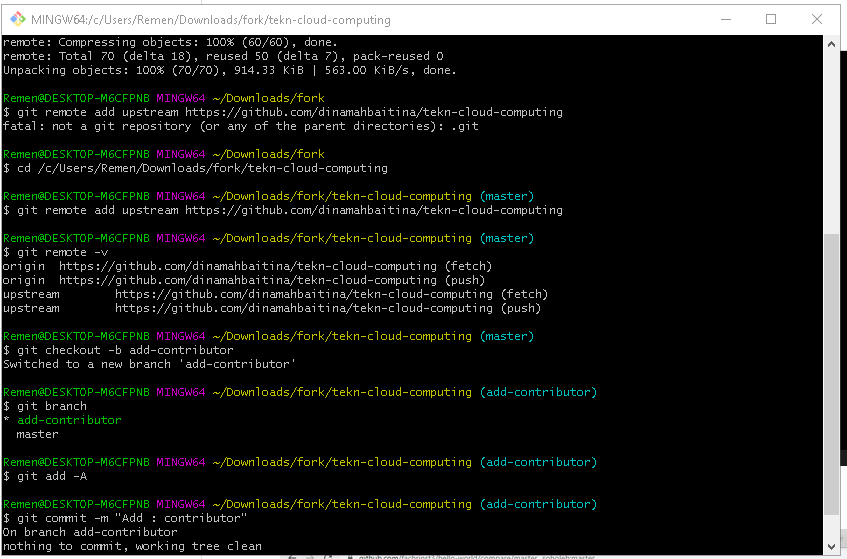 MINGW64:/c/Users/Remen/Downloads/fork/tekn-cloud-computing
remote: Compressing objects: 100% (60/60), done.
remote: Total 70 (delta 18), reused 50 (delta 7), pack-reused 0
Unpacking objects: 100% (70/70), 914.33 KiB | 563.00 KiB/s, done.
Remen@DESKTOP-M6CFPNB MINGW64 ~/Downloads/fork
$ git remote add upstream https://github.com/dinamahbaitina/tekn-cloud-computing
fatal: not a git repository (or any of the parent directories): .git
Remen@DESKTOP-M6CFPNB MINGW64 ~/Downloads/fork
$ cd /c/Users/Remen/Downloads/fork/tekn-cloud-computing
Remen@DESKTOP-M6CFPNB MINGW64 ~/Downloads/fork/tekn-cloud-computing (master)
$ git remote add upstream https://github.com/dinamahbaitina/tekn-cloud-computing
Remen@DESKTOP-M6CFPNB MINGW64 ~/Downloads/fork/tekn-cloud-computing (master)
$ git remote -v
origin  https://github.com/dinamahbaitina/tekn-cloud-computing (fetch)
origin  https://github.com/dinamahbaitina/tekn-cloud-computing (push)
upstream        https://github.com/dinamahbaitina/tekn-cloud-computing (fetch)
upstream        https://github.com/dinamahbaitina/tekn-cloud-computing (push)
Remen@DESKTOP-M6CFPNB MINGW64 ~/Downloads/fork/tekn-cloud-computing (master)
$ git checkout -b add-contributor
Switched to a new branch 'add-contributor'
Remen@DESKTOP-M6CFPNB MINGW64 ~/Downloads/fork/tekn-cloud-computing (add-contributor)
$ git branch
* add-contributor
  master
Remen@DESKTOP-M6CFPNB MINGW64 ~/Downloads/fork/tekn-cloud-computing (add-contributor)
$ git add -A
Remen@DESKTOP-M6CFPNB MINGW64 ~/Downloads/fork/tekn-cloud-computing (add-contributor)
$ git commit -m "Add : contributor"
On branch add-contributor
nothing to commit, working tree clean